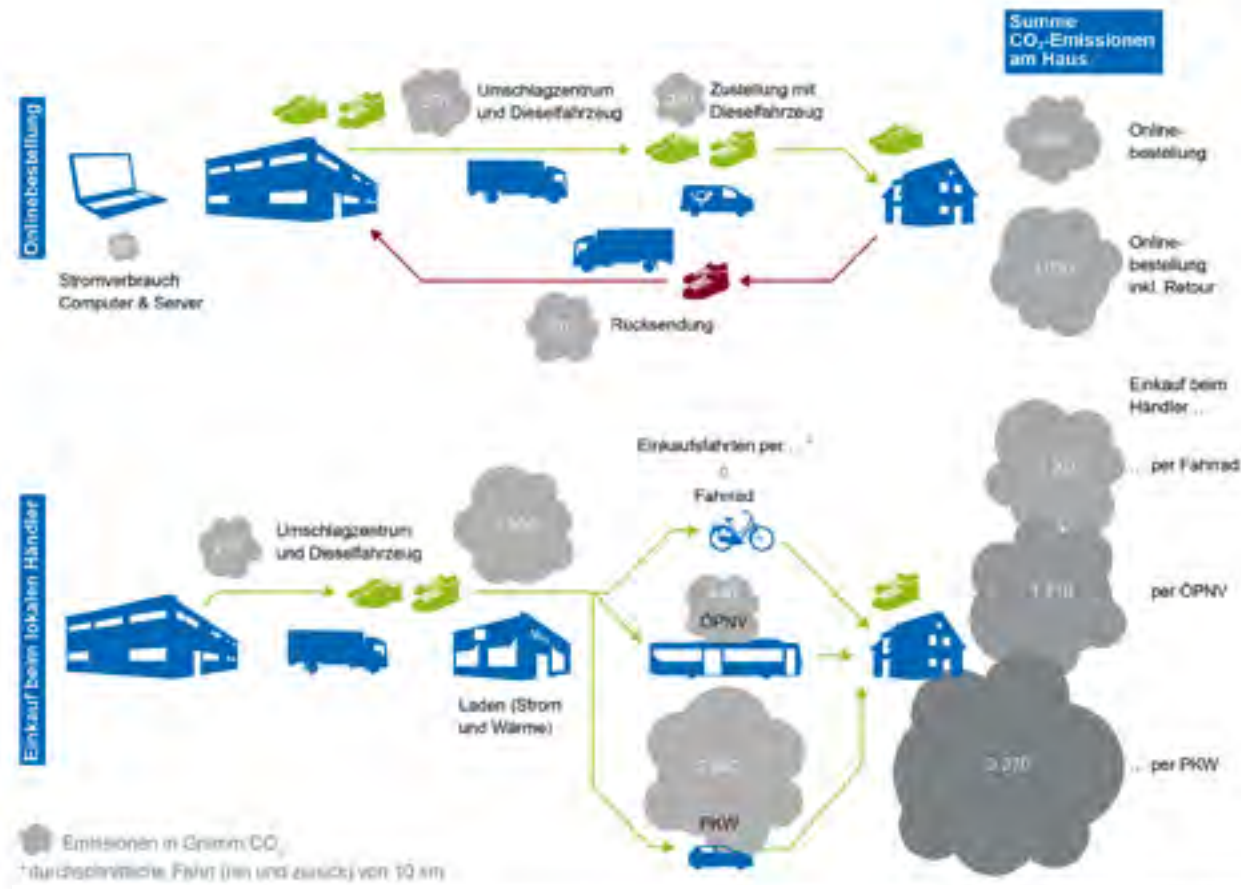 Summe
CO₂-Emissionen
am Haus
Onlinebestellung
Umschlagzentrum
und Dieselfahrzeug
Zustellung mit
Dieselfahrzeug
Online-
bestellung
Stromverbrauch
Computer & Server
Online-
bestellung
inkl. Retour
Rücksendung
Einkauf beim
Händler ...
Einkauf beim lokalen Händler
Einkaufsfahrten per ... *
0
Fahrrad
... per Fahrrad
Umschlagzentrum
und Dieselfahrzeug
ÖPNV
per ÖPNV
Laden (Strom
und Wärme)
PKW
... per PKW
Emissionen in Gramm CO₂
* durchschnittliche Fahrt (hin und zurück) von 10 km